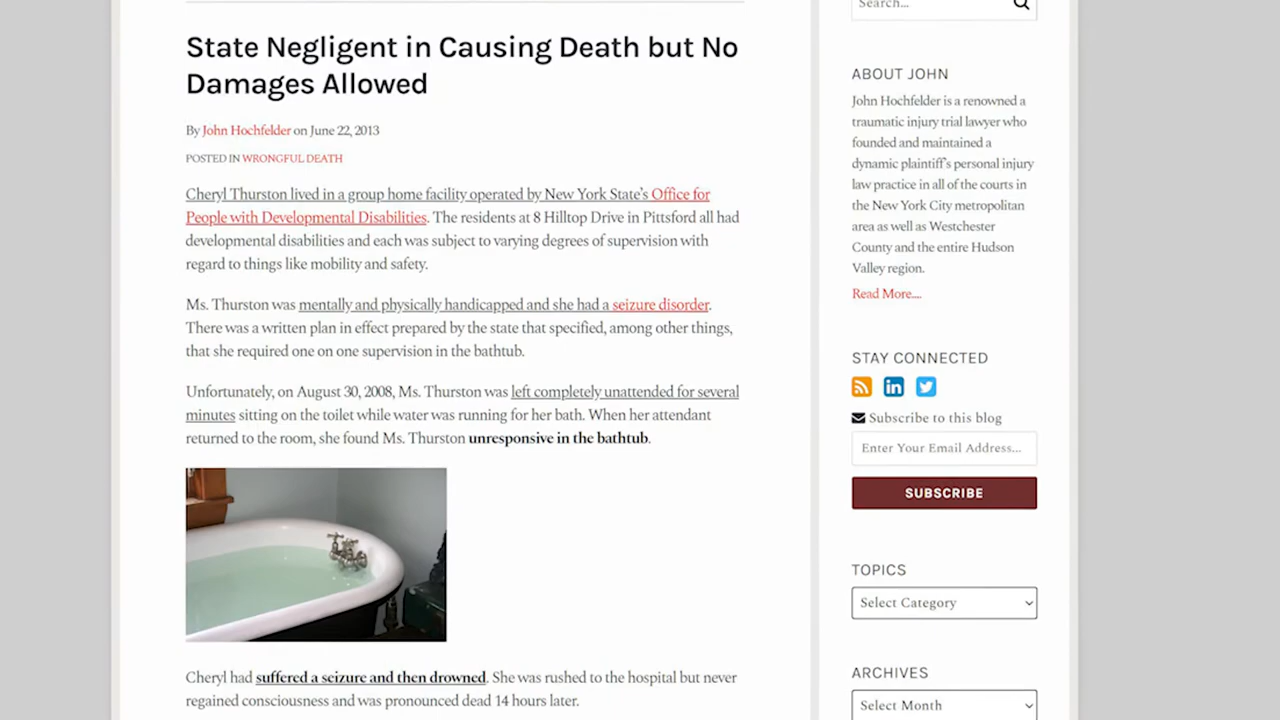 Search...
State Negligent in Causing Death but No
Damages Allowed
By John Hochfelder on June 22, 2013
POSTED IN WRONGFUL DEATH
Cheryl Thurston lived in a group home facility operated by New York State’s Office for
People with Developmental Disabilities. The residents at 8 Hilltop Drive in Pittsford all had
developmental disabilities and each was subject to varying degrees of supervision with
regard to things like mobility and safety.
Ms. Thurston was mentally and physically handicapped and she had a seizure disorder.
There was a written plan in effect prepared by the state that specified, among other things,
that she required one on one supervision in the bathtub.
Unfortunately, on August 30, 2008, Ms. Thurston was left completely unattended for several
minutes sitting on the toilet while water was running for her bath. When her attendant
returned to the room, she found Ms. Thurston unresponsive in the bathtub.
Cheryl had suffered a seizure and then drowned. She was rushed to the hospital but never
regained consciousness and was pronounced dead 14 hours later.
ABOUT JOHN
John Hochfelder is a renowned a
traumatic injury trial lawyer who
founded and maintained a
dynamic plaintiff’s personal injury
law practice in all of the courts in
the New York City metropolitan
area as well as Westchester
County and the entire Hudson
Valley region.
Read More....
STAY CONNECTED
Subscribe to this blog
Enter Your Email Address...
SUBSCRIBE
TOPICS
Select Category
ARCHIVES
Select Month